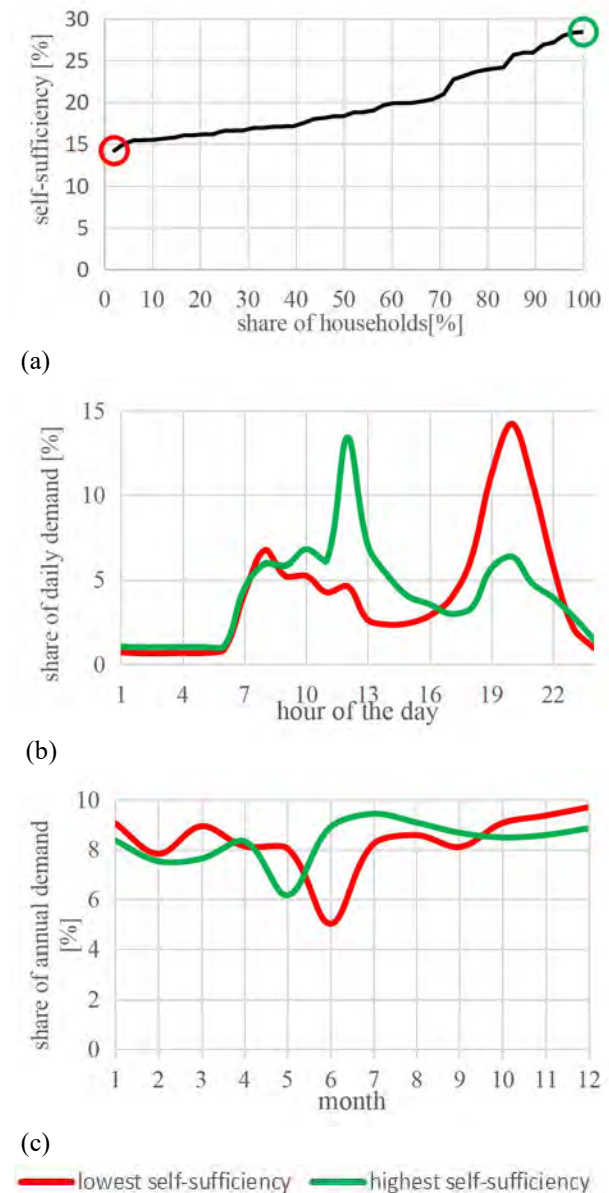 self-sufficiency [%]
30
25
20
15
10
5
0
0 10 20 30 40 50 60 70 80 90 100
share of households[%]
(a)
share of daily demand [%]
15
10
5
0
1 4 7 10 13 16 19 22
hour of the day
(b)
share of annual demand
[%]
10
8
6
4
2
0
1 2 3 4 5 6 7 8 9 10 11 12
month
(c)
lowest self-sufficiency highest self-sufficiency